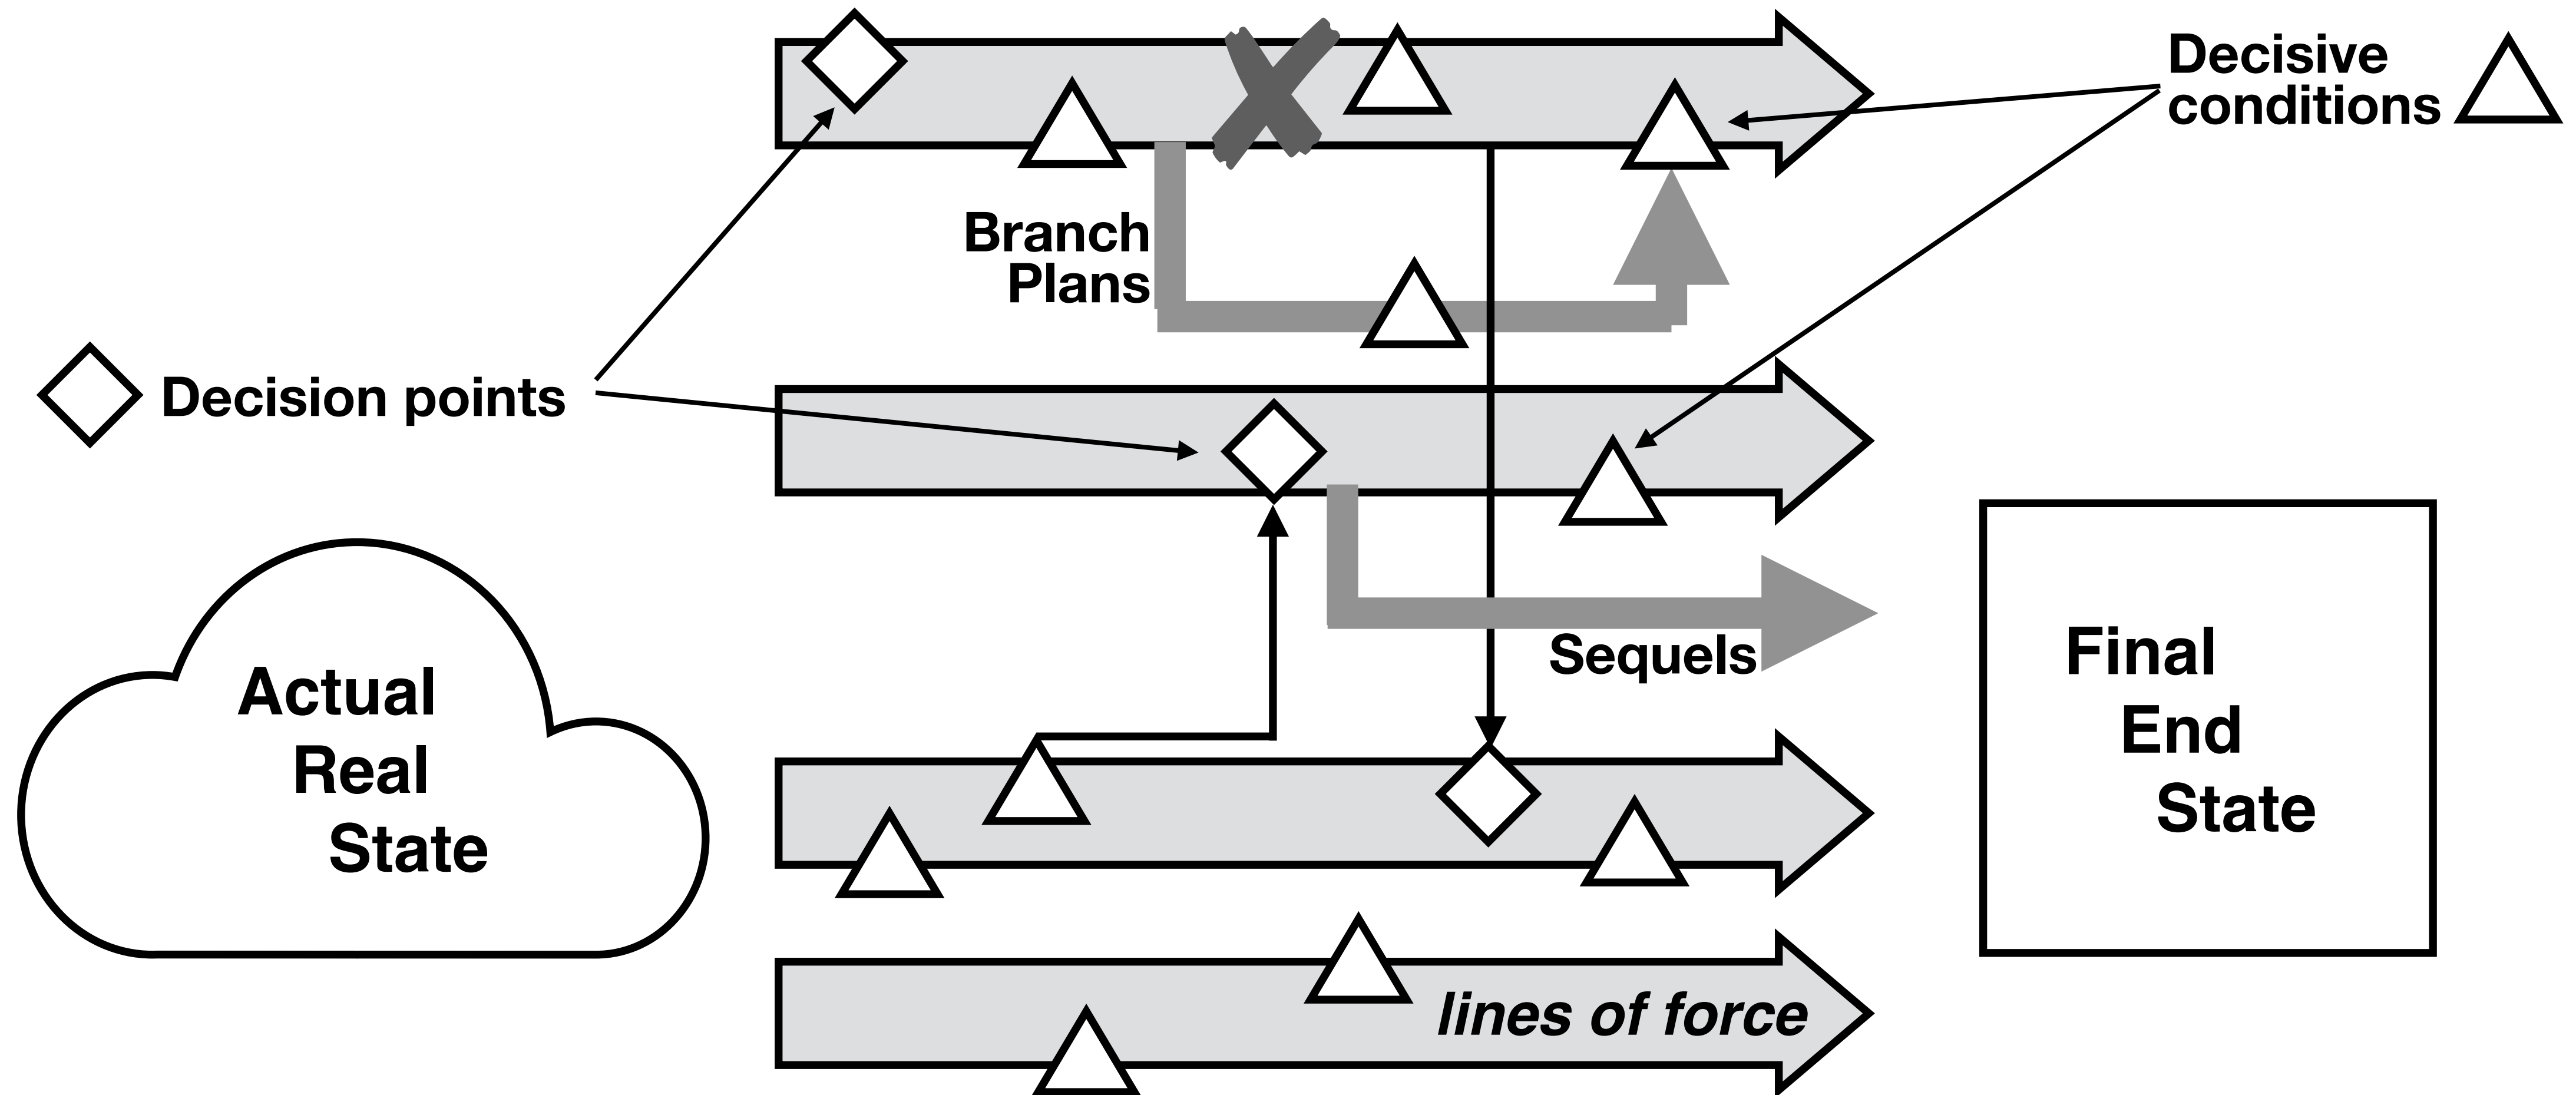 Decisive
conditions
Branch
Plans
Decision points
Sequels
Actual
Real
State
Final
End
State
lines of force